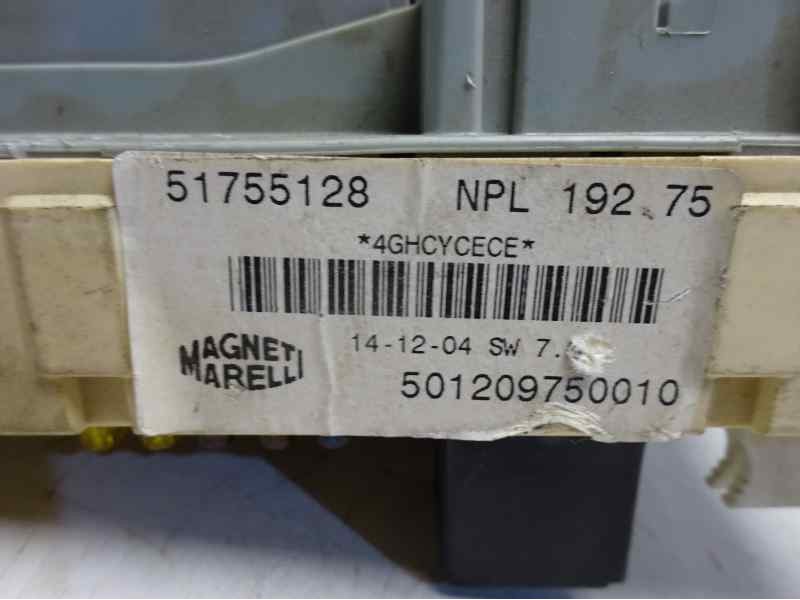 51755128 NPL 192.75
*4GHCYCECE*
MAGNETI
MARELLI
14-12-04 SW 7.
501209750010